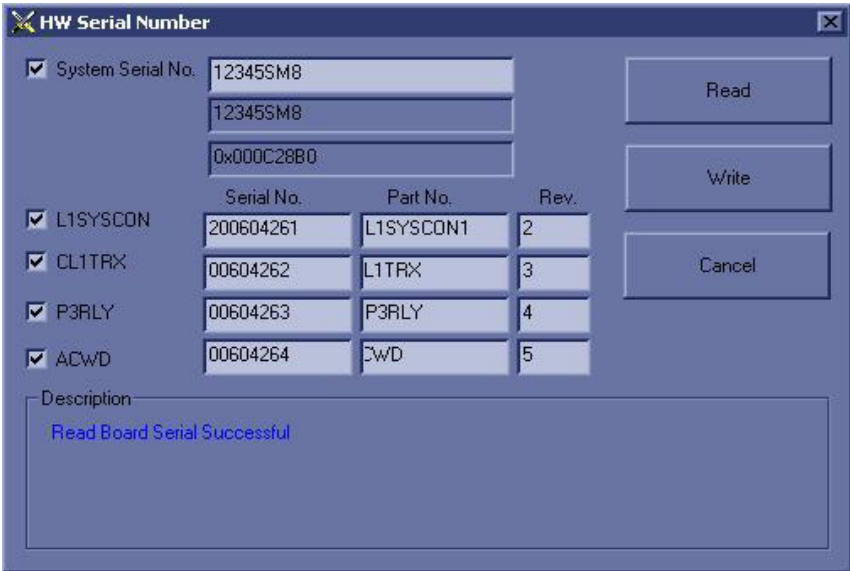 HW Serial Number
System Serial No. 12345SM8
12345SM8
0x000C28B0
Read
Write
Cancel
Serial No. Part No. Rev.
L1SYSCON 200604261 L1SYSCON1 2
CL1TRX 00604262 L1TRX 3
P3RLY 00604263 P3RLY 4
ACWD 00604264 CWD 5
Description
Read Board Serial Successful